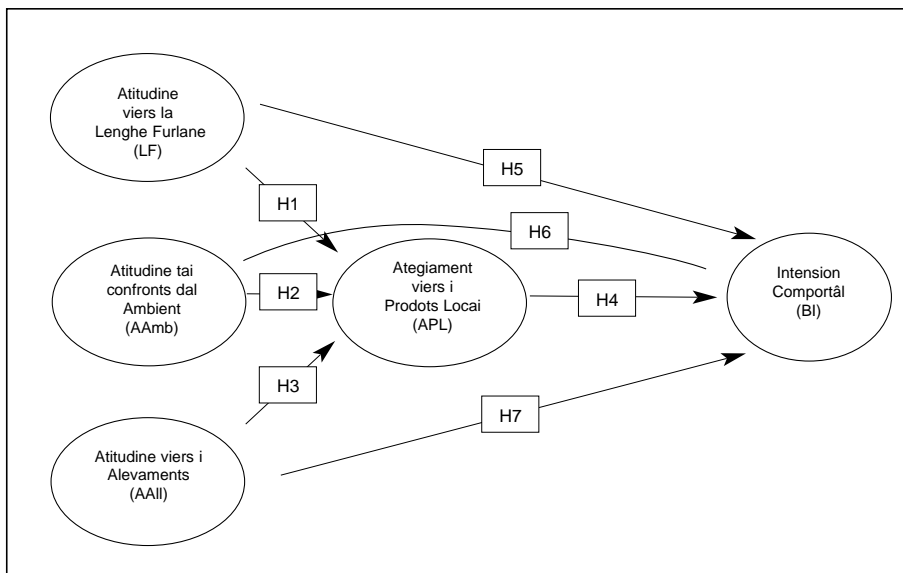 Atitudine
viers la
Lenghe Furlane
(LF)
H5
H1
H6
Atitudine tai
confronts dal
Ambient
(AAmb)
H2
Ategiament
viers i
Prodots Locai
(APL)
H4
Intension
Comportâl
(BI)
H3
H7
Atitudine viers i
Alevaments
(AAll)